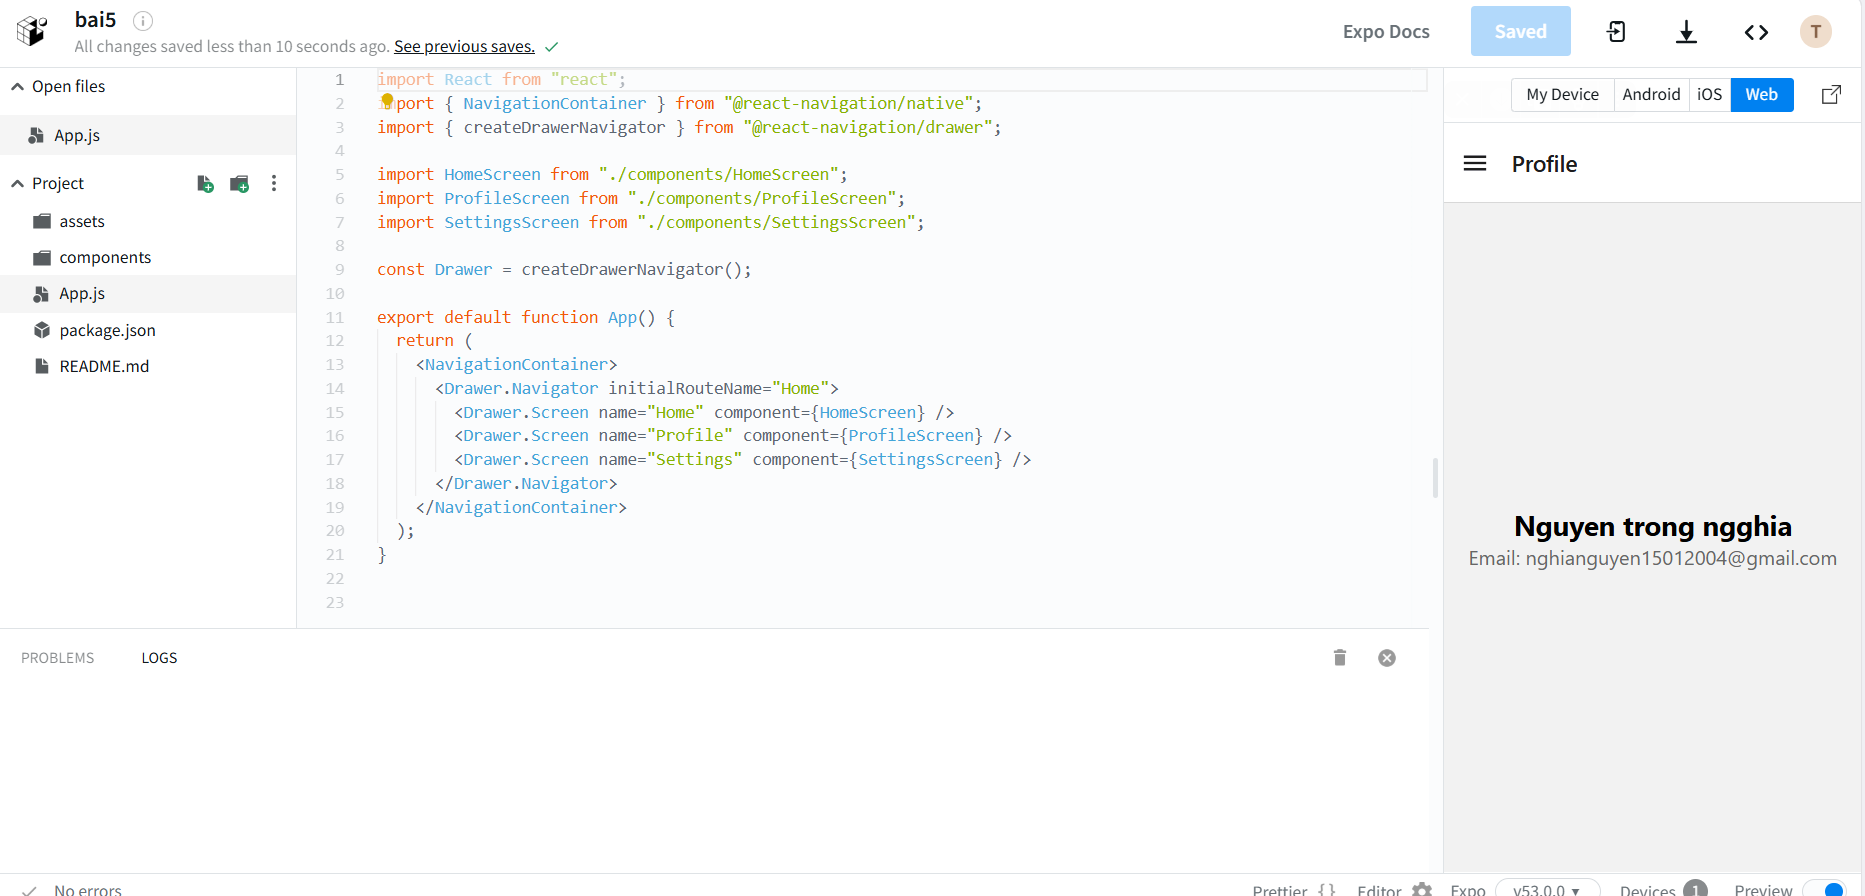 bai5
All changes saved less than 10 seconds ago. See previous saves.
Expo Docs
Saved
T
Open files
App.js
Project
assets
components
App.js
package.json
README.md
1 import React from "react";
2 import { NavigationContainer } from "@react-navigation/native";
3 import { createDrawerNavigator } from "@react-navigation/drawer";
4
5 import HomeScreen from "./components/HomeScreen";
6 import ProfileScreen from "./components/ProfileScreen";
7 import SettingsScreen from "./components/SettingsScreen";
8
9 const Drawer = createDrawerNavigator();
10
11 export default function App() {
12 return (
13 <NavigationContainer>
14 <Drawer.Navigator initialRouteName="Home">
15 <Drawer.Screen name="Home" component={HomeScreen} />
16 <Drawer.Screen name="Profile" component={ProfileScreen} />
17 <Drawer.Screen name="Settings" component={SettingsScreen} />
18 </Drawer.Navigator>
19 </NavigationContainer>
20 );
21 }
22
23
My Device Android iOS Web
Profile
Nguyen trong ngghia
Email: nghianguyen15012004@gmail.com
PROBLEMS LOGS
No errors
Prettier {} Editor Expo v53.0.0 Devices 1 Preview